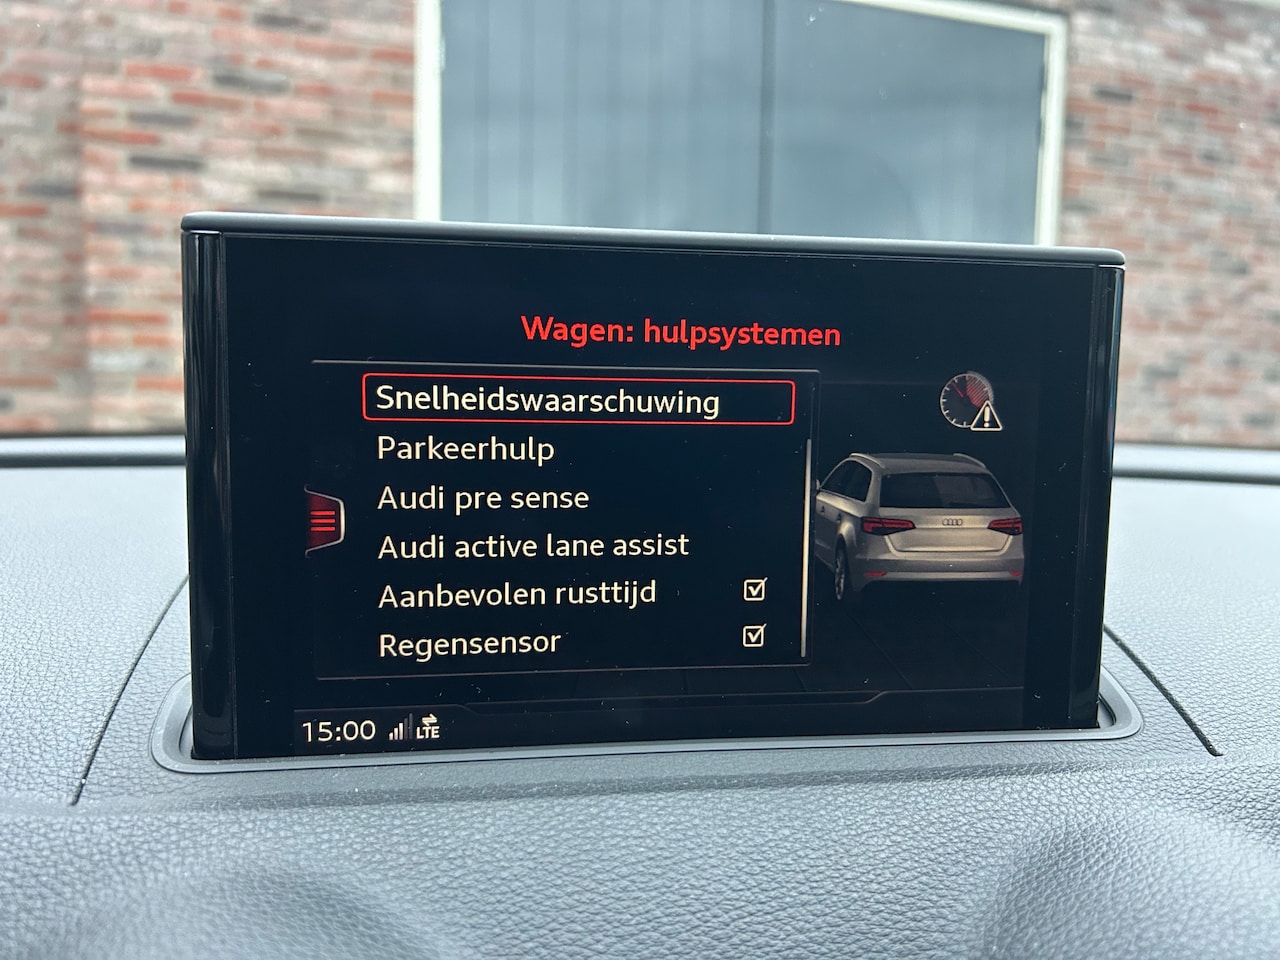 Wagen: hulpsystemen
Snelheidswaarschuwing
Parkeerhulp
Audi pre sense
Audi active lane assist
Aanbevolen rusttijd
Regensensor
15:00 LTE